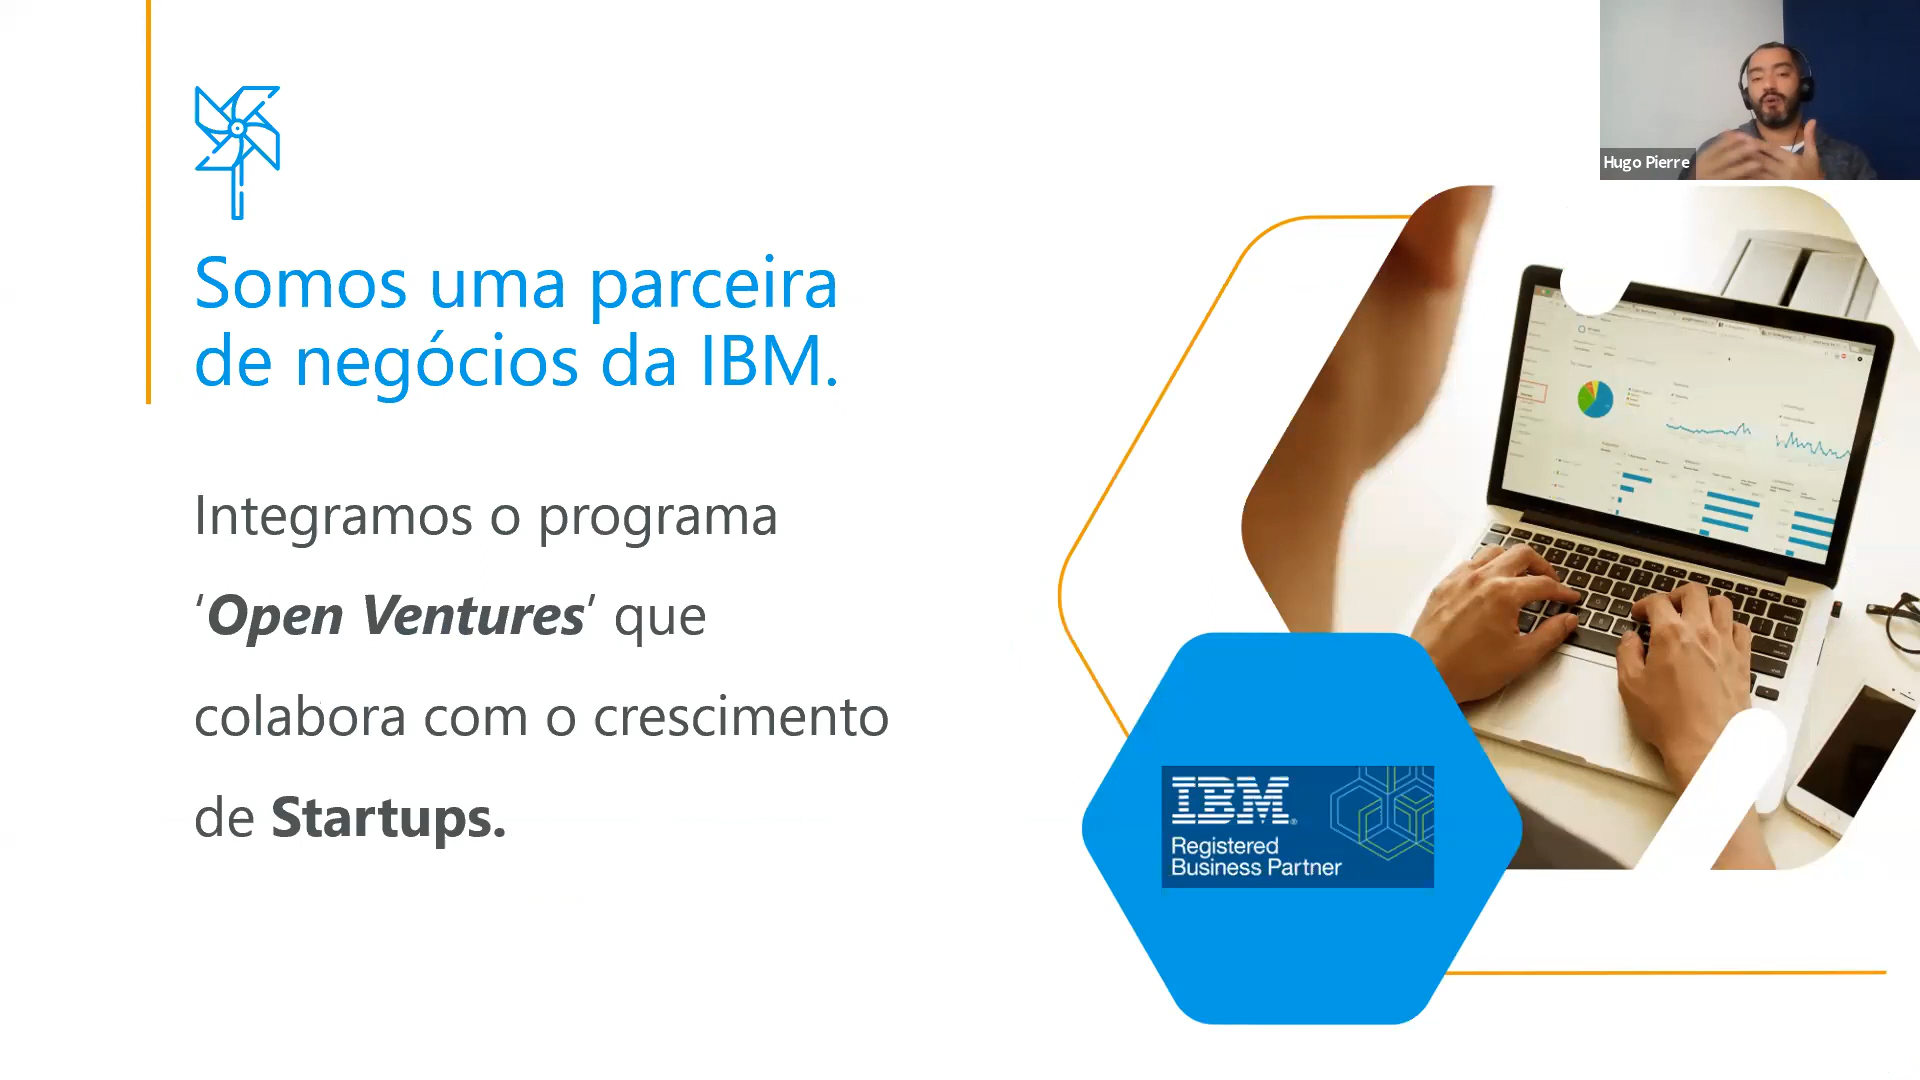 Hugo Pierre
Somos uma parceira
de negócios da IBM.
Integramos o programa
‘Open Ventures’ que
colabora com o crescimento
de Startups.
IBM®
Registered
Business Partner